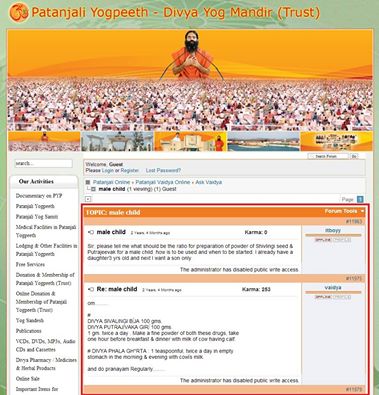 Patanjali Yogpeeth - Divya Yog Mandir (Trust)
Search Forum
Go
search...
Welcome, Guest
Please Login or Register. Lost Password?
Our Activities
Patanjali Online Patanjali Vaidya Online Ask Vaidya
male child (1 viewing) (1) Guest
Documentary on PYP
Patanjali Yogpeeth
Patanjali Yog Samiti
Medical Facilities in Patanjali Yogpeeth
Lodging & Other Facilities in Patanjali Yogpeeth
Free Services
Donation & Membership of Patanjali Yogpeeth (Trust)
Online Donation & Membership of Patanjali Yogpeeth (Trust)
Yog Sandesh
Publications
VCDs, DVDs, MP3s, Audio CDs and Cassettes
Divya Pharmacy / Medicines & Herbal Products
Online Sale
Important Items for
Page: 1
TOPIC: male child
Forum Tools
#11963
male child 2 Years, 4 Months ago
Karma: 0
itboyy
OFFLINE
Sir. please tell me what should be the ratio for preparation of powder of Shivlingi seed &
Putrajeevak for a male child .how is to be used and when to be started. i already have a
daughter3 yrs old and next I want a son only
The administrator has disabled public write access.
#11975
Re: male child 2 Years, 4 Months ago
Karma: 253
vaidya
OFFLINE
om.........
#
DIVYA SIVALINGI BIJA 100 gms.
DIVYA PUTRAJIVAKA GIRI 100 gms.
1 gm. twice a day . Make a fine powder of both these drugs, take
one hour before breakfast & dinner with milk of cow having calf.
# DIVYA PHALA GH*RTA : 1 teaspoonful, twice a day in empty
stomach in the morning & evening with cow's milk.
and do pranayam Regularly.........
The administrator has disabled public write access.